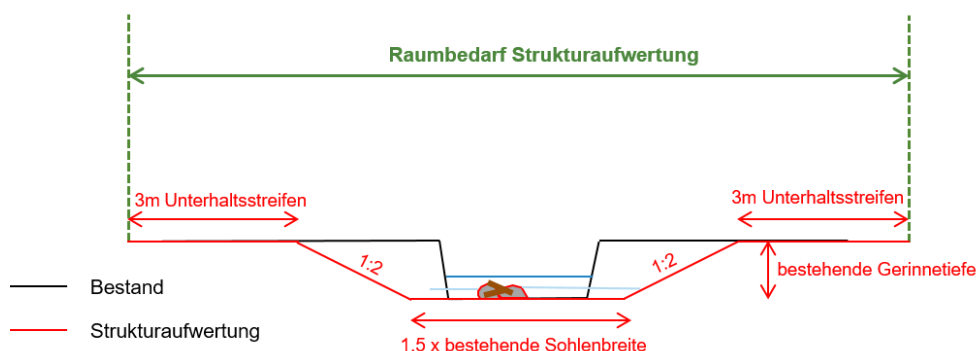 Raumbedarf Strukturaufwertung
3m Unterhaltsstreifen
3m Unterhaltsstreifen
1:2
1:2
bestehende Gerinnetiefe
Bestand
Strukturaufwertung
1.5 x bestehende Sohlenbreite